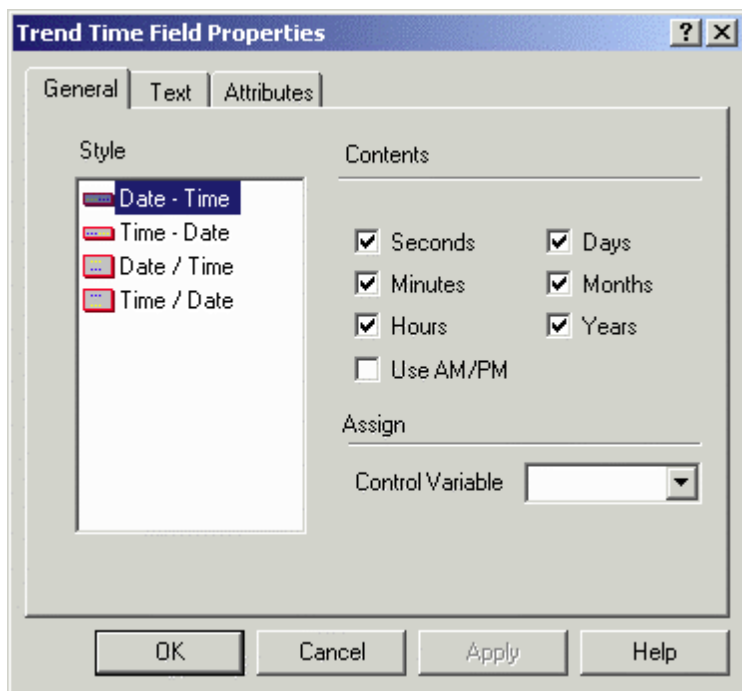 Trend Time Field Properties
General Text Attributes
Style
Date - Time
Time - Date
Date / Time
Time / Date
Contents
Seconds
Days
Minutes
Months
Hours
Years
Use AM/PM
Assign
Control Variable
OK Cancel Apply Help